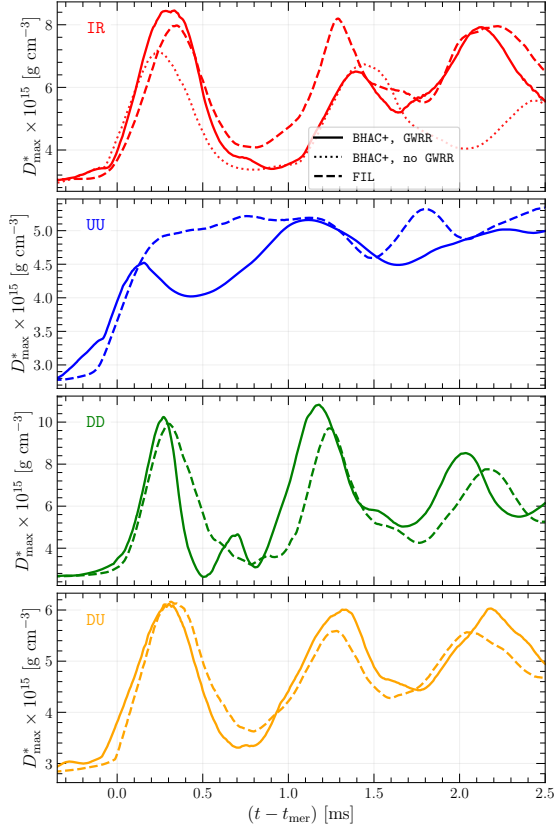 IR
8
6
4
D*max × 10^15 [g cm^−3]
BHAC+, GWRR
BHAC+, no GWRR
FIL
UU
5.0
4.5
4.0
3.5
3.0
D*max × 10^15 [g cm^−3]
DD
10
8
6
4
D*max × 10^15 [g cm^−3]
DU
6
5
4
3
D*max × 10^15 [g cm^−3]
0.0 0.5 1.0 1.5 2.0 2.5
(t − t_mer) [ms]